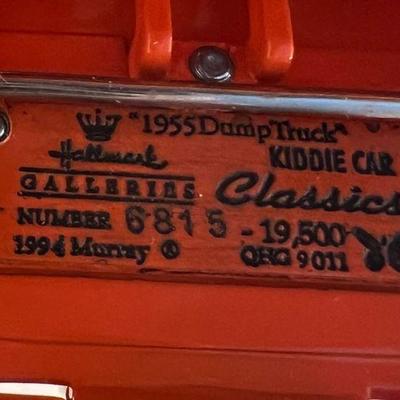 "1955 Dump Truck"
Hallmark KIDDIE CAR
GALLERIES Classics
NUMBER 6815 - 19,500
1994 Murray ® QHG 9011